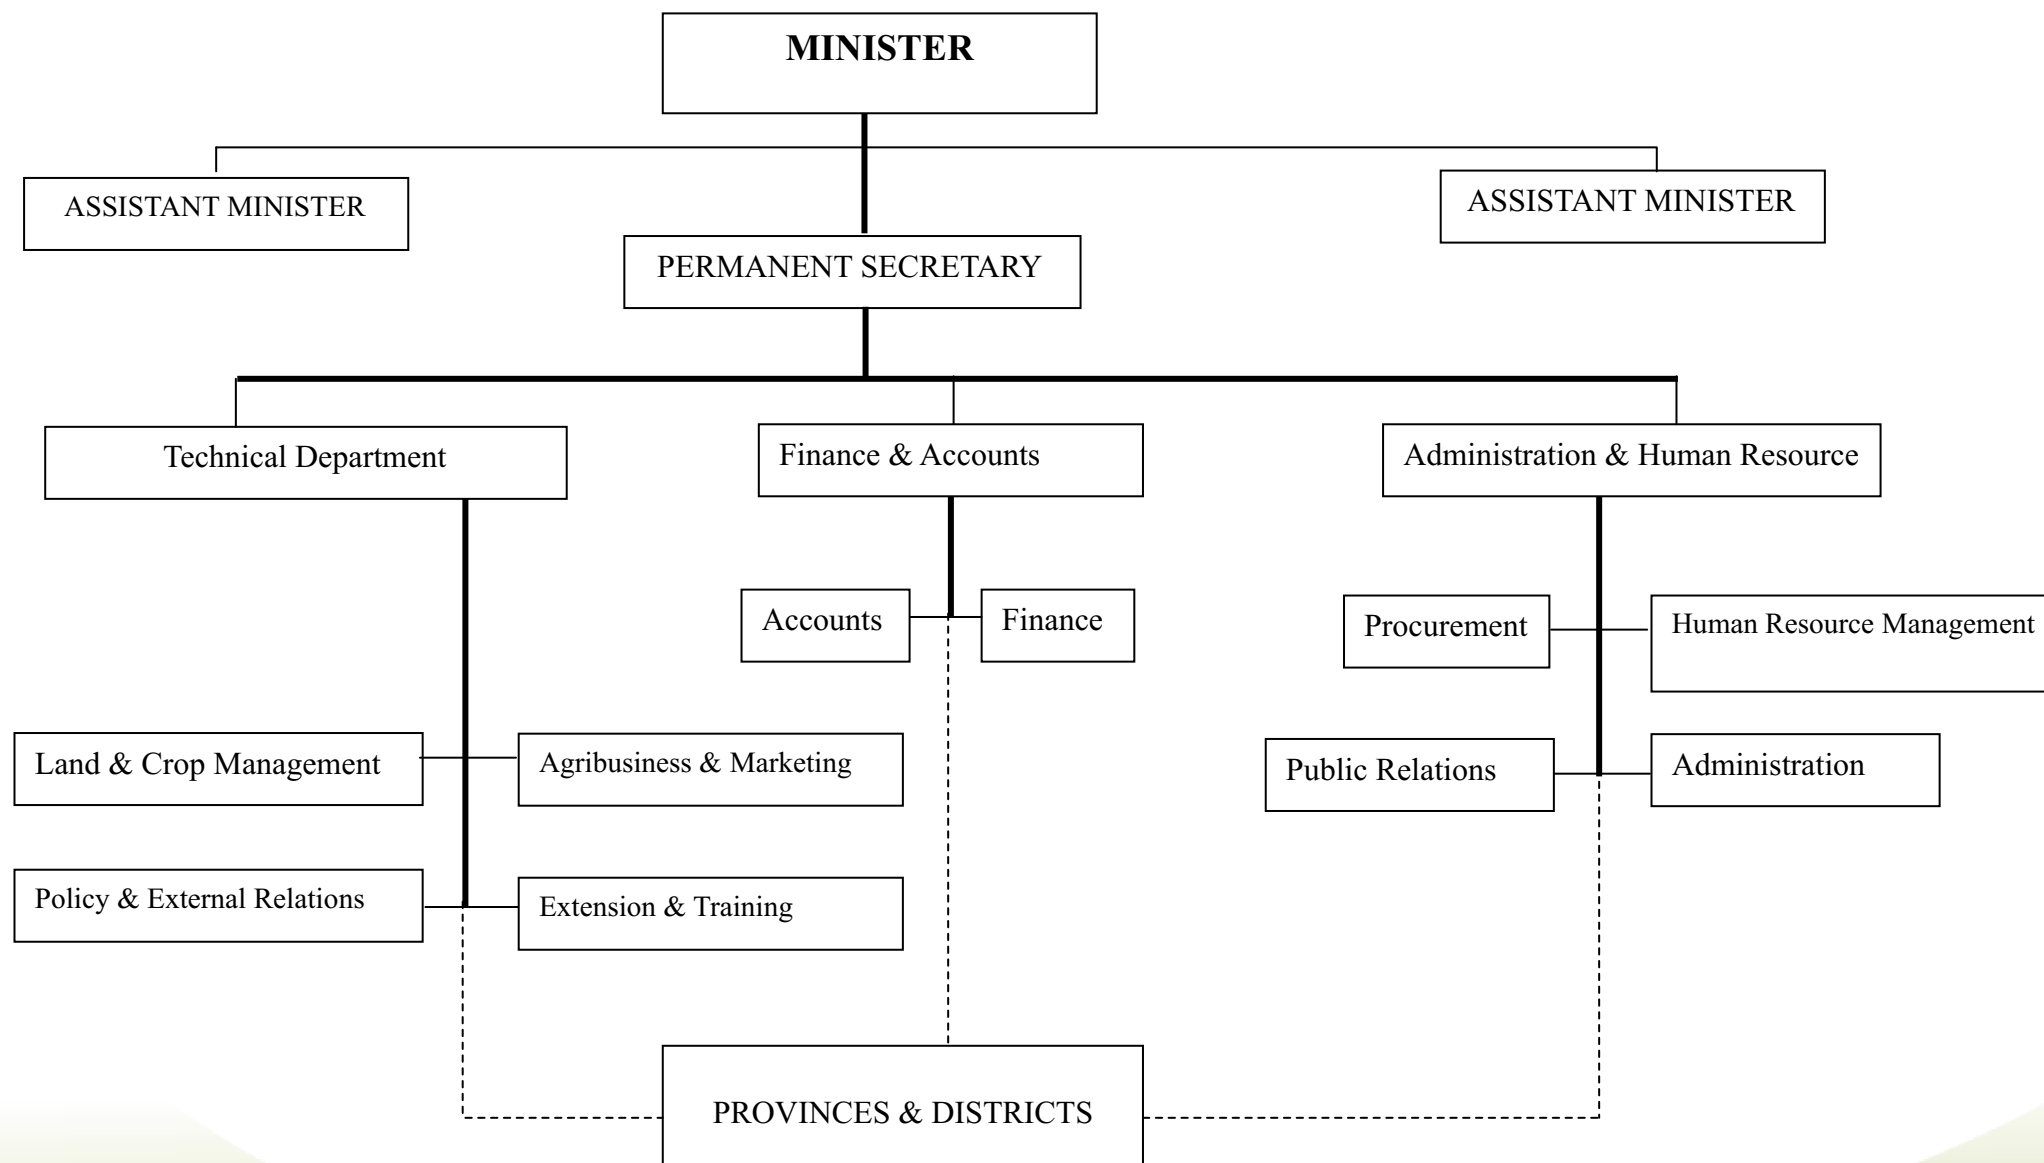 MINISTER
ASSISTANT MINISTER
ASSISTANT MINISTER
PERMANENT SECRETARY
Technical Department
Finance & Accounts
Administration & Human Resource
Accounts
Finance
Procurement
Human Resource Management
Land & Crop Management
Agribusiness & Marketing
Public Relations
Administration
Policy & External Relations
Extension & Training
PROVINCES & DISTRICTS